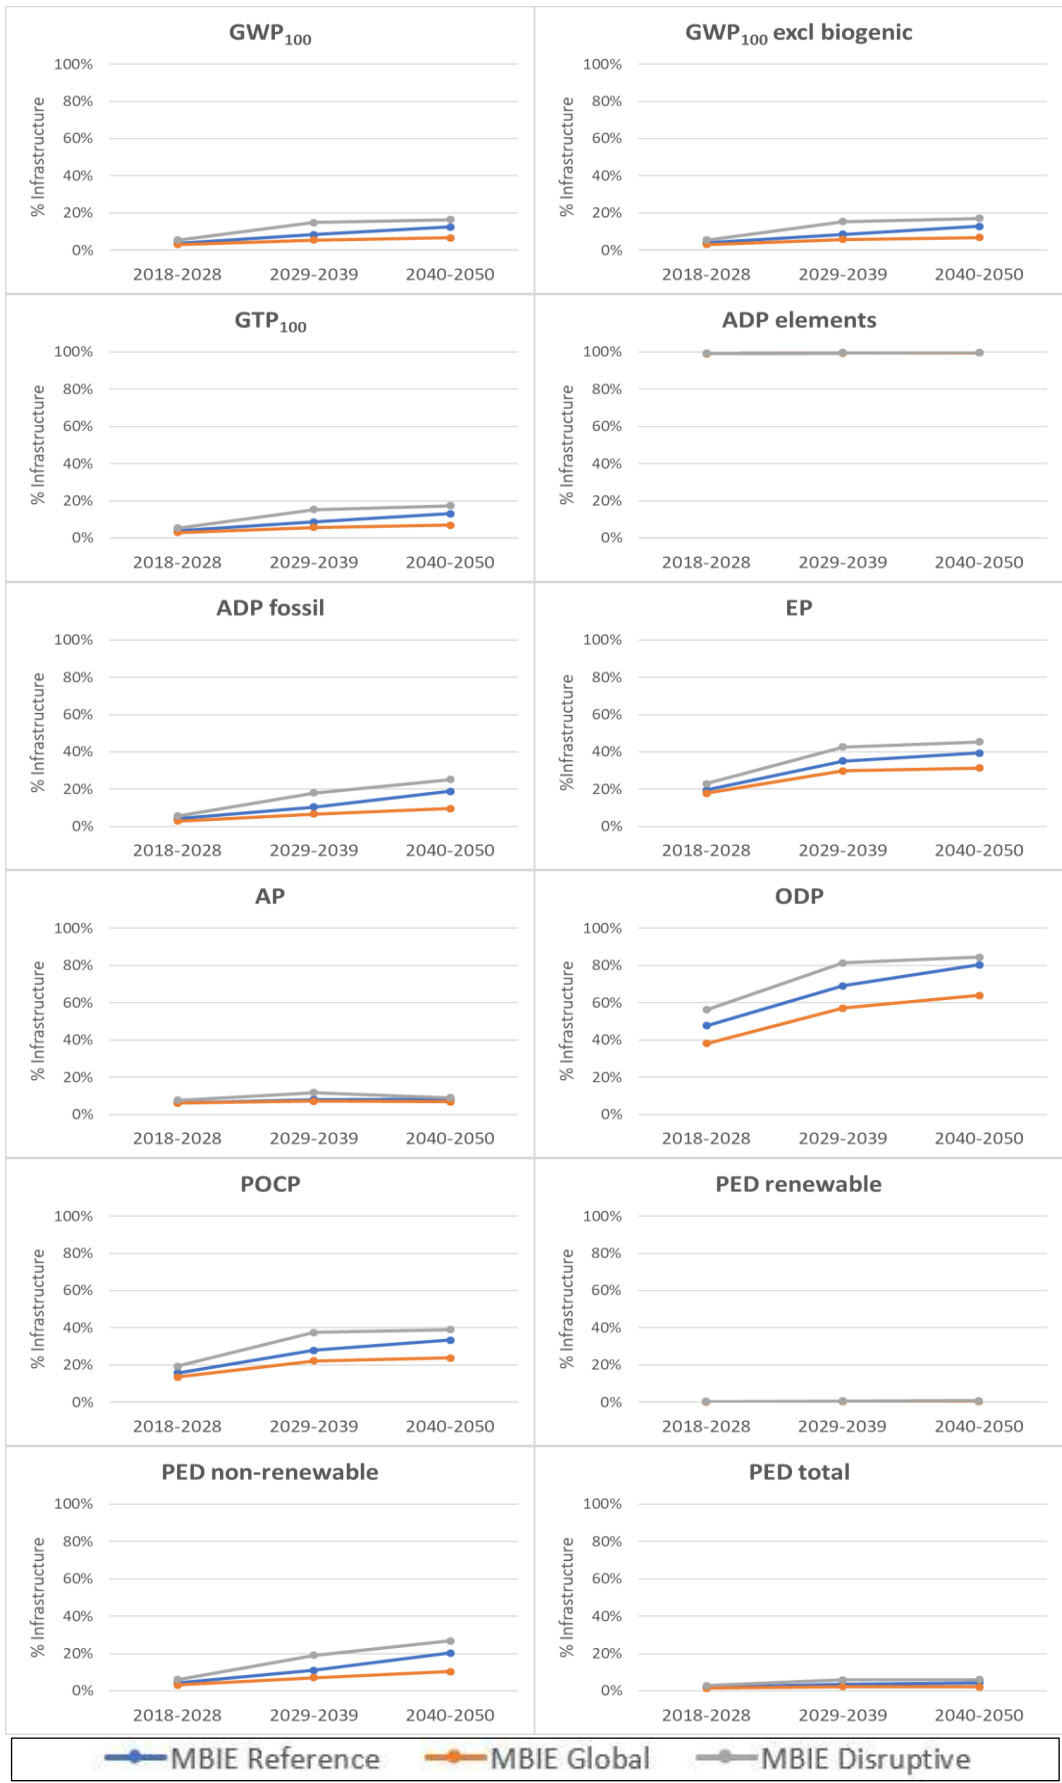 GWP100
% Infrastructure
100%
80%
60%
40%
20%
0%
2018-2028 2029-2039 2040-2050
GWP100 excl biogenic
% Infrastructure
100%
80%
60%
40%
20%
0%
2018-2028 2029-2039 2040-2050
GTP100
% Infrastructure
100%
80%
60%
40%
20%
0%
2018-2028 2029-2039 2040-2050
ADP elements
% Infrastructure
100%
80%
60%
40%
20%
0%
2018-2028 2029-2039 2040-2050
ADP fossil
% Infrastructure
100%
80%
60%
40%
20%
0%
2018-2028 2029-2039 2040-2050
EP
%Infrastructure
100%
80%
60%
40%
20%
0%
2018-2028 2029-2039 2040-2050
AP
% Infrastructure
100%
80%
60%
40%
20%
0%
2018-2028 2029-2039 2040-2050
ODP
% Infrastructure
100%
80%
60%
40%
20%
0%
2018-2028 2029-2039 2040-2050
POCP
% Infrastructure
100%
80%
60%
40%
20%
0%
2018-2028 2029-2039 2040-2050
PED renewable
% Infrastructure
100%
80%
60%
40%
20%
0%
2018-2028 2029-2039 2040-2050
PED non-renewable
% Infrastructure
100%
80%
60%
40%
20%
0%
2018-2028 2029-2039 2040-2050
PED total
% Infrastructure
100%
80%
60%
40%
20%
0%
2018-2028 2029-2039 2040-2050
MBIE Reference MBIE Global MBIE Disruptive